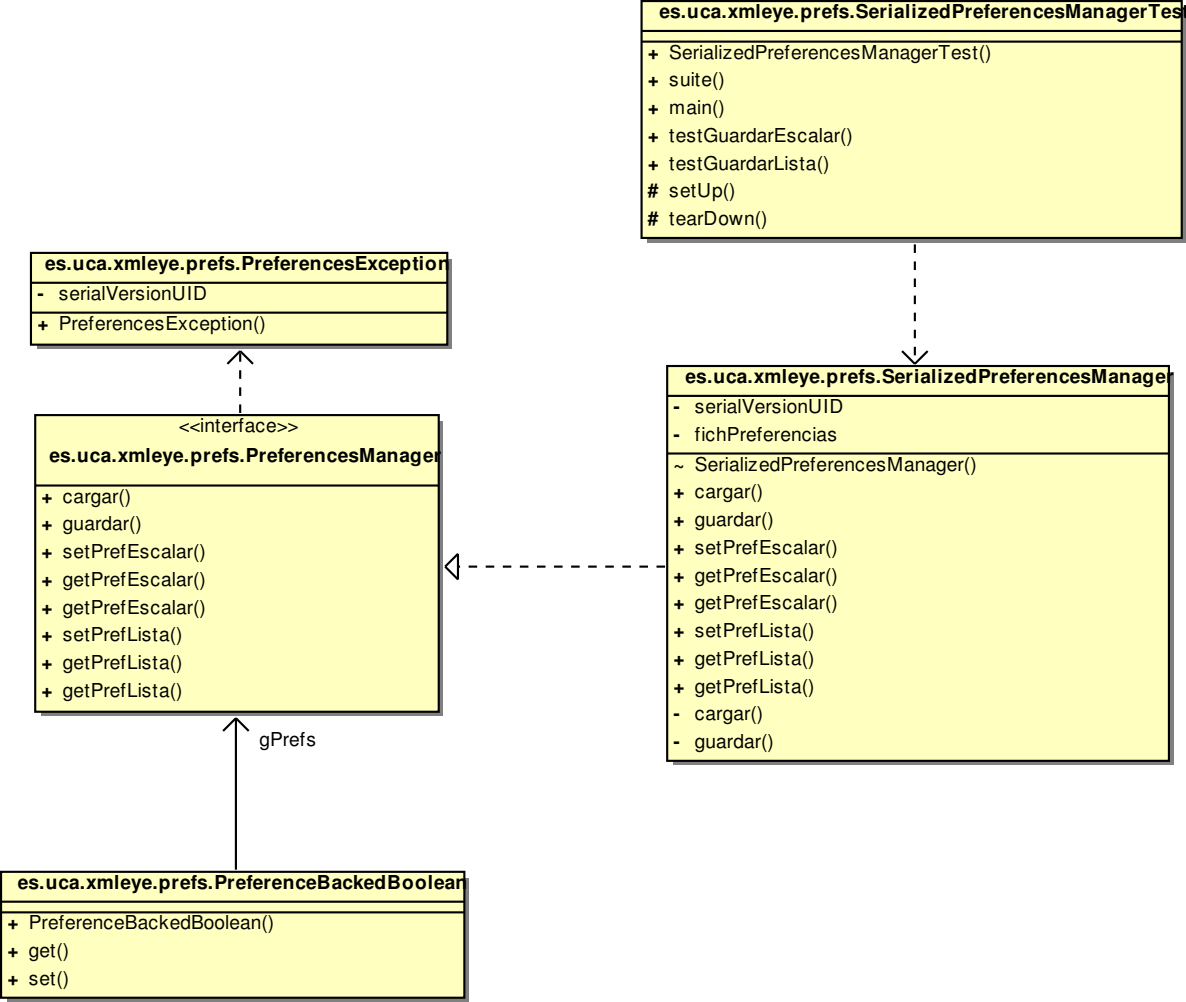 es.uca.xmleye.prefs.SerializedPreferencesManagerTest
+ SerializedPreferencesManagerTest()
+ suite()
+ main()
+ testGuardarEscalar()
+ testGuardarLista()
# setUp()
# tearDown()
es.uca.xmleye.prefs.PreferencesException
- serialVersionUID
+ PreferencesException()
<<interface>>
es.uca.xmleye.prefs.PreferencesManager
+ cargar()
+ guardar()
+ setPrefEscalar()
+ getPrefEscalar()
+ getPrefEscalar()
+ setPrefLista()
+ getPrefLista()
+ getPrefLista()
es.uca.xmleye.prefs.SerializedPreferencesManager
- serialVersionUID
- fichPreferencias
~ SerializedPreferencesManager()
+ cargar()
+ guardar()
+ setPrefEscalar()
+ getPrefEscalar()
+ getPrefEscalar()
+ setPrefLista()
+ getPrefLista()
+ getPrefLista()
- cargar()
- guardar()
gPrefs
es.uca.xmleye.prefs.PreferenceBackedBoolean
+ PreferenceBackedBoolean()
+ get()
+ set()